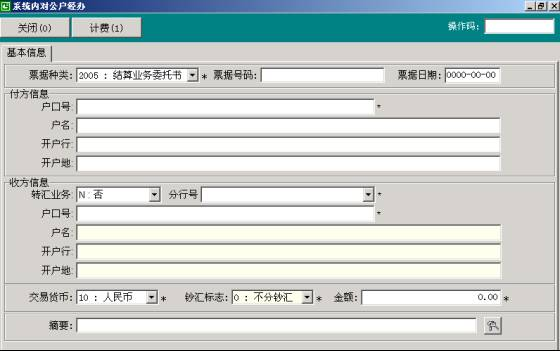 系统内对公户经办
关闭(0) 计费(1) 操作码:
基本信息
票据种类: 2005 : 结算业务委托书 * 票据号码: 票据日期: 0000-00-00
付方信息
户口号: *
户名:
开户行:
开户地:
收方信息
转汇业务: N : 否 分行号 *
户口号: *
户名:
开户行:
开户地:
交易货币: 10 : 人民币 * 钞汇标志: 0 : 不分钞汇 * 金额: 0.00 *
摘要: